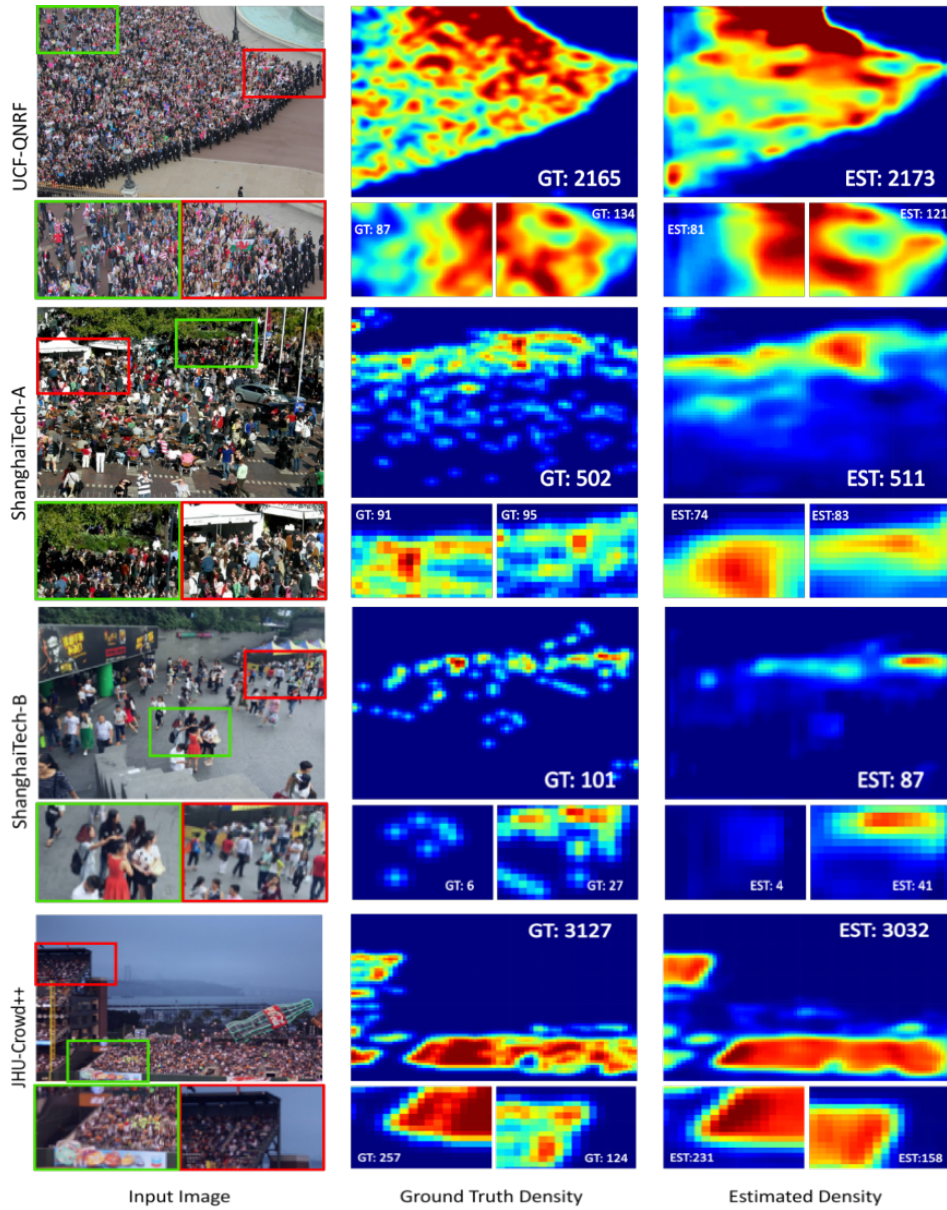 UCF-QNRF
GT: 2165
EST: 2173
GT: 87
GT: 134
EST:81
EST: 121
ShanghaiTech-A
GT: 502
EST: 511
GT: 91
GT: 95
EST:74
EST:83
ShanghaiTech-B
GT: 101
EST: 87
GT: 6
GT: 27
EST: 4
EST: 41
JHU-Crowd++
GT: 3127
EST: 3032
GT: 257
GT: 124
EST:231
EST:158
Input Image
Ground Truth Density
Estimated Density